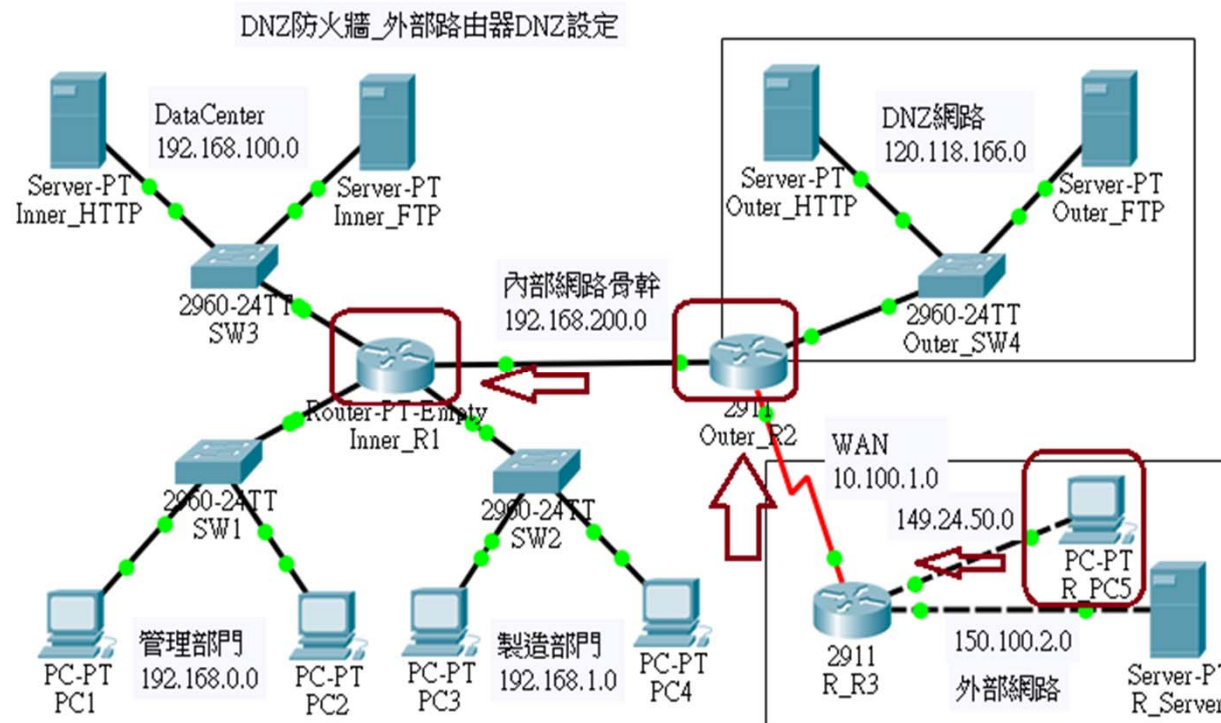 DNZ防火牆_外部路由器DNZ設定
DataCenter
192.168.100.0
Server-PT
Inner_HTTP
Server-PT
Inner_FTP
2960-24TT
SW3
DNZ網路
120.118.166.0
Server-PT
Outer_HTTP
Server-PT
Outer_FTP
2960-24TT
Outer_SW4
內部網路骨幹
192.168.200.0
Router-PT-Empty
Inner_R1
2911
Outer_R2
2960-24TT
SW1
2960-24TT
SW2
WAN
10.100.1.0
149.24.50.0
PC-PT
R_PC5
PC-PT
PC1
管理部門
192.168.0.0
PC-PT
PC2
PC-PT
PC3
製造部門
192.168.1.0
PC-PT
PC4
2911
R_R3
150.100.2.0
外部網路
Server-PT
R_Server